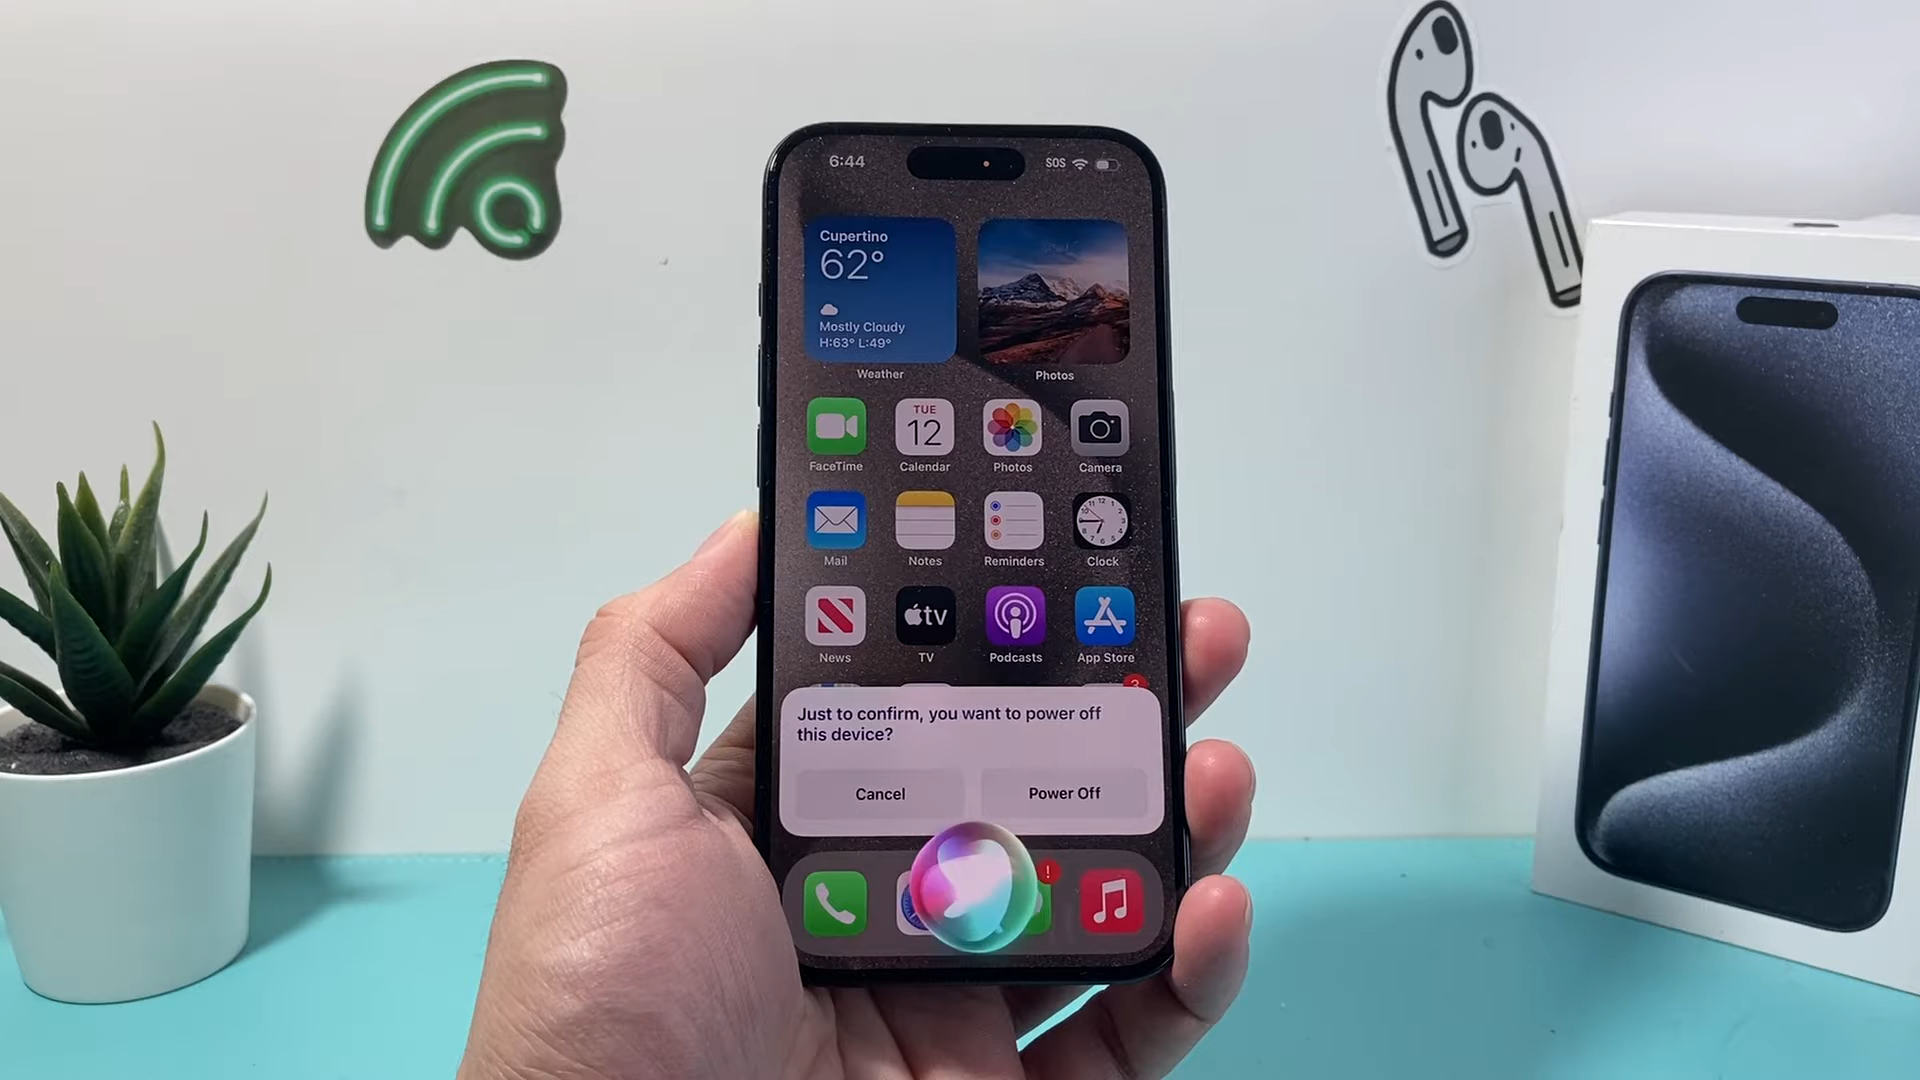 6:44
SOS
Cupertino
62°
Mostly Cloudy
H:63° L:49°
Weather
Photos
TUE
12
FaceTime
Calendar
Photos
Camera
Mail
Notes
Reminders
Clock
tv
News
TV
Podcasts
App Store
3
Just to confirm, you want to power off
this device?
Cancel
Power Off
!